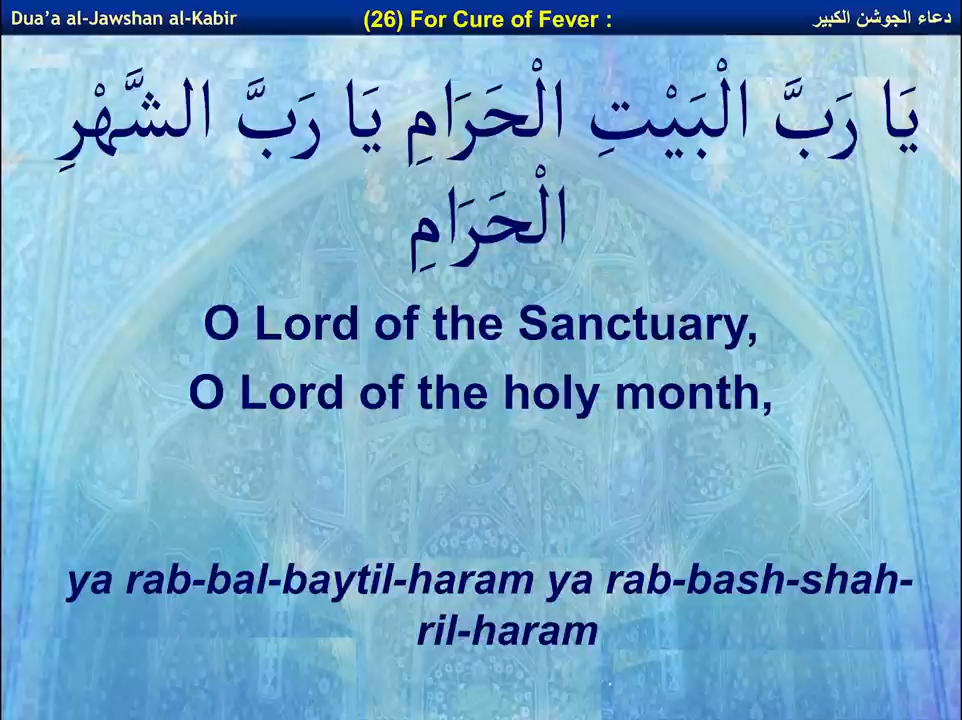 Dua’a al-Jawshan al-Kabir
(26) For Cure of Fever :
دعاء الجوشن الكبير
يَا رَبَّ الْبَيْتِ الْحَرَامِ يَا رَبَّ الشَّهْرِ
الْحَرَامِ
O Lord of the Sanctuary,
O Lord of the holy month,
ya rab-bal-baytil-haram ya rab-bash-shah-
ril-haram